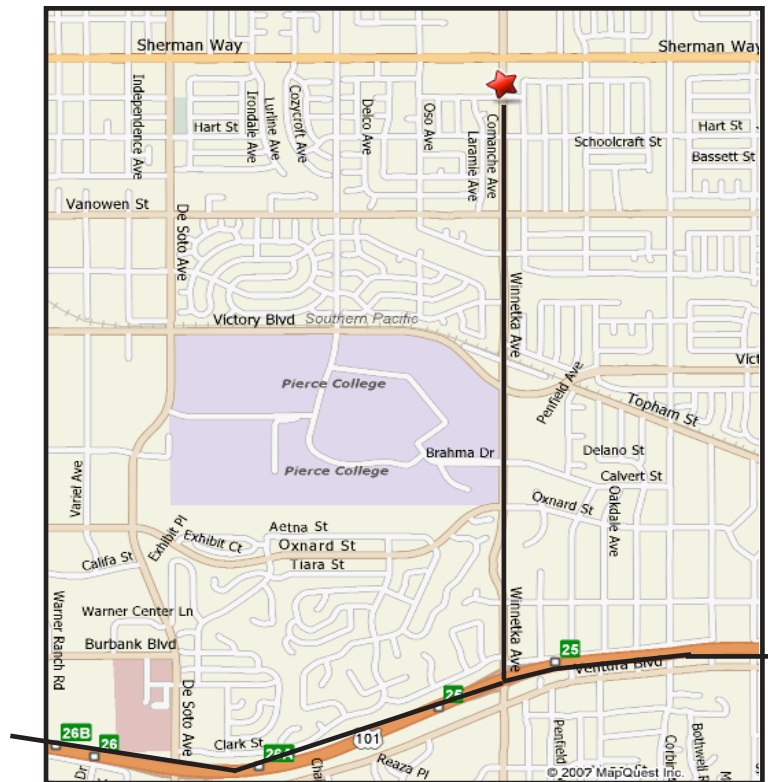 Sherman Way
Sherman Way
Independence Ave
Irondale Ave
Lurline Ave
Cozycroft Ave
Delco Ave
Oso Ave
Laramie Ave
Comanche Ave
Hart St
Hart St
Schoolcraft St
Bassett St
Vanowen St
De Soto Ave
Winnetka Ave
Victory Blvd
Southern Pacific
Vict
Pierce College
Penfield Ave
Topham St
Brahma Dr
Delano St
Pierce College
Calvert St
Variel Ave
Oxnard St
Oakdale Ave
Aetna St
Exhibit Pl
Exhibit Ct
Oxnard St
Califa St
Tiara St
Warner Ranch Rd
Warner Center Ln
Winnetka Ave
Burbank Blvd
25
Ventura Blvd
De Soto Ave
25
26B
26
Clark St
26A
101
Penfield
Corbin
Bothwell
Dr
Cha
Reaza Pl
© 2007 MapQuest Inc.